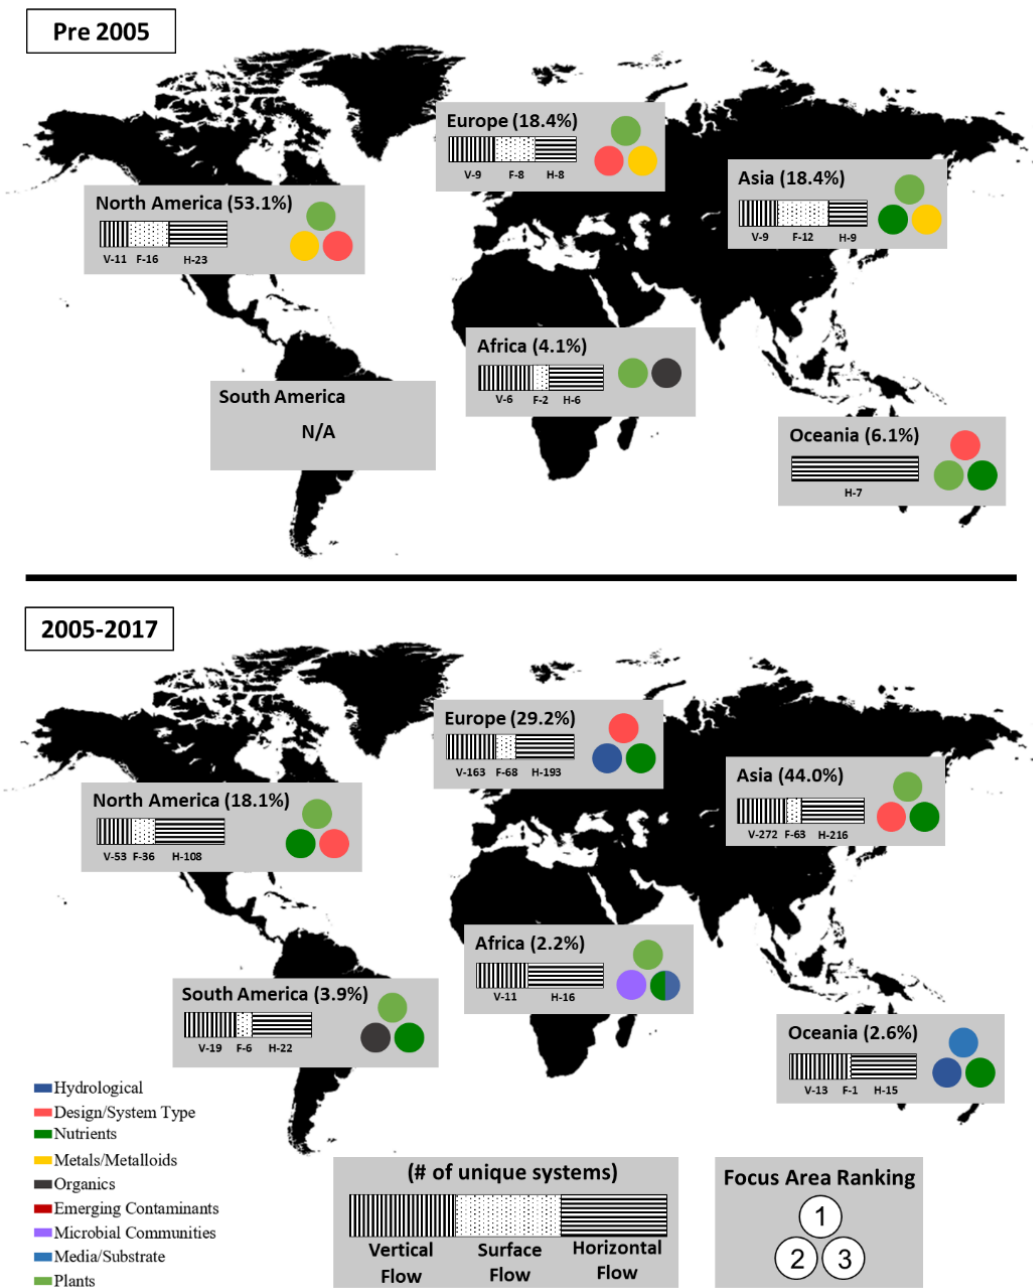 Pre 2005
Europe (18.4%)
V-9 F-8 H-8
Asia (18.4%)
V-9 F-12 H-9
North America (53.1%)
V-11 F-16 H-23
Africa (4.1%)
V-6 F-2 H-6
South America
N/A
Oceania (6.1%)
H-7
2005-2017
Europe (29.2%)
V-163 F-68 H-193
Asia (44.0%)
V-272 F-63 H-216
North America (18.1%)
V-53 F-36 H-108
Africa (2.2%)
V-11 H-16
South America (3.9%)
V-19 F-6 H-22
Oceania (2.6%)
V-13 F-1 H-15
Hydrological
Design/System Type
Nutrients
Metals/Metalloids
Organics
Emerging Contaminants
Microbial Communities
Media/Substrate
Plants
(# of unique systems)
Vertical Flow
Surface Flow
Horizontal Flow
Focus Area Ranking
1
2 3